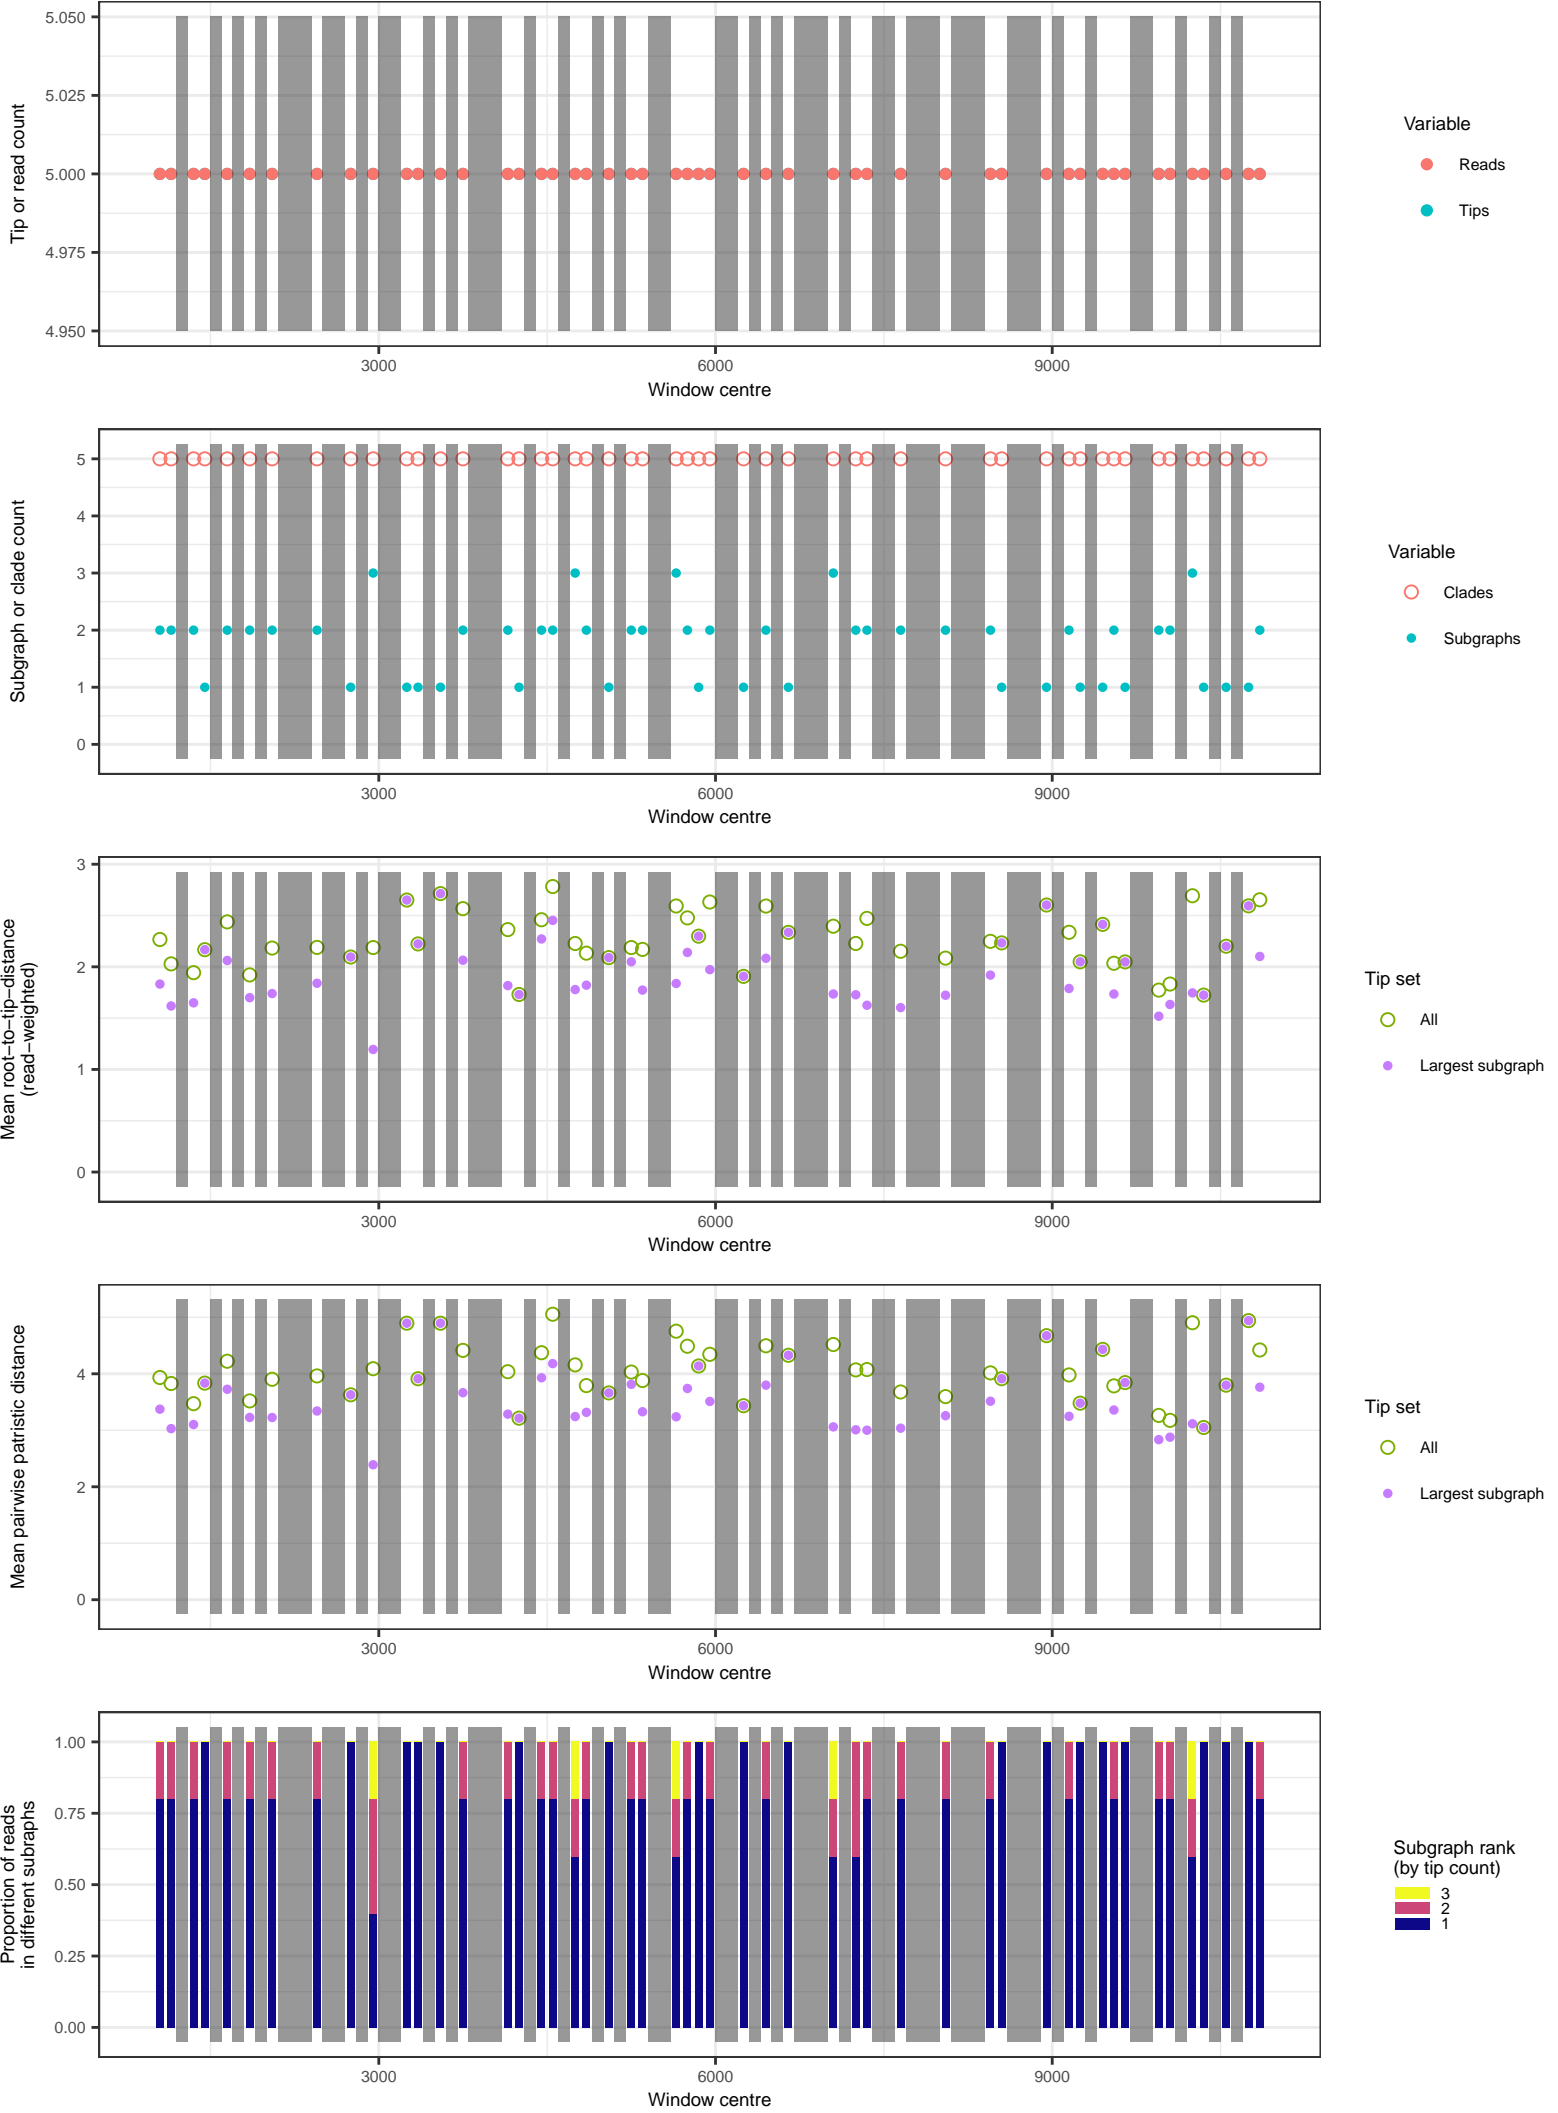 5.050
5.025
5.000
4.975
4.950
Tip or read count
3000 6000 9000
Window centre
Variable
Reads
Tips
5
4
3
2
1
0
Subgraph or clade count
3000 6000 9000
Window centre
Variable
Clades
Subgraphs
3
2
1
0
Mean root−to−tip−distance
(read−weighted)
3000 6000 9000
Window centre
Tip set
All
Largest subgraph
4
2
0
Mean pairwise patristic distance
3000 6000 9000
Window centre
Tip set
All
Largest subgraph
1.00
0.75
0.50
0.25
0.00
Proportion of reads
in different subraphs
3000 6000 9000
Window centre
Subgraph rank
(by tip count)
3
2
1